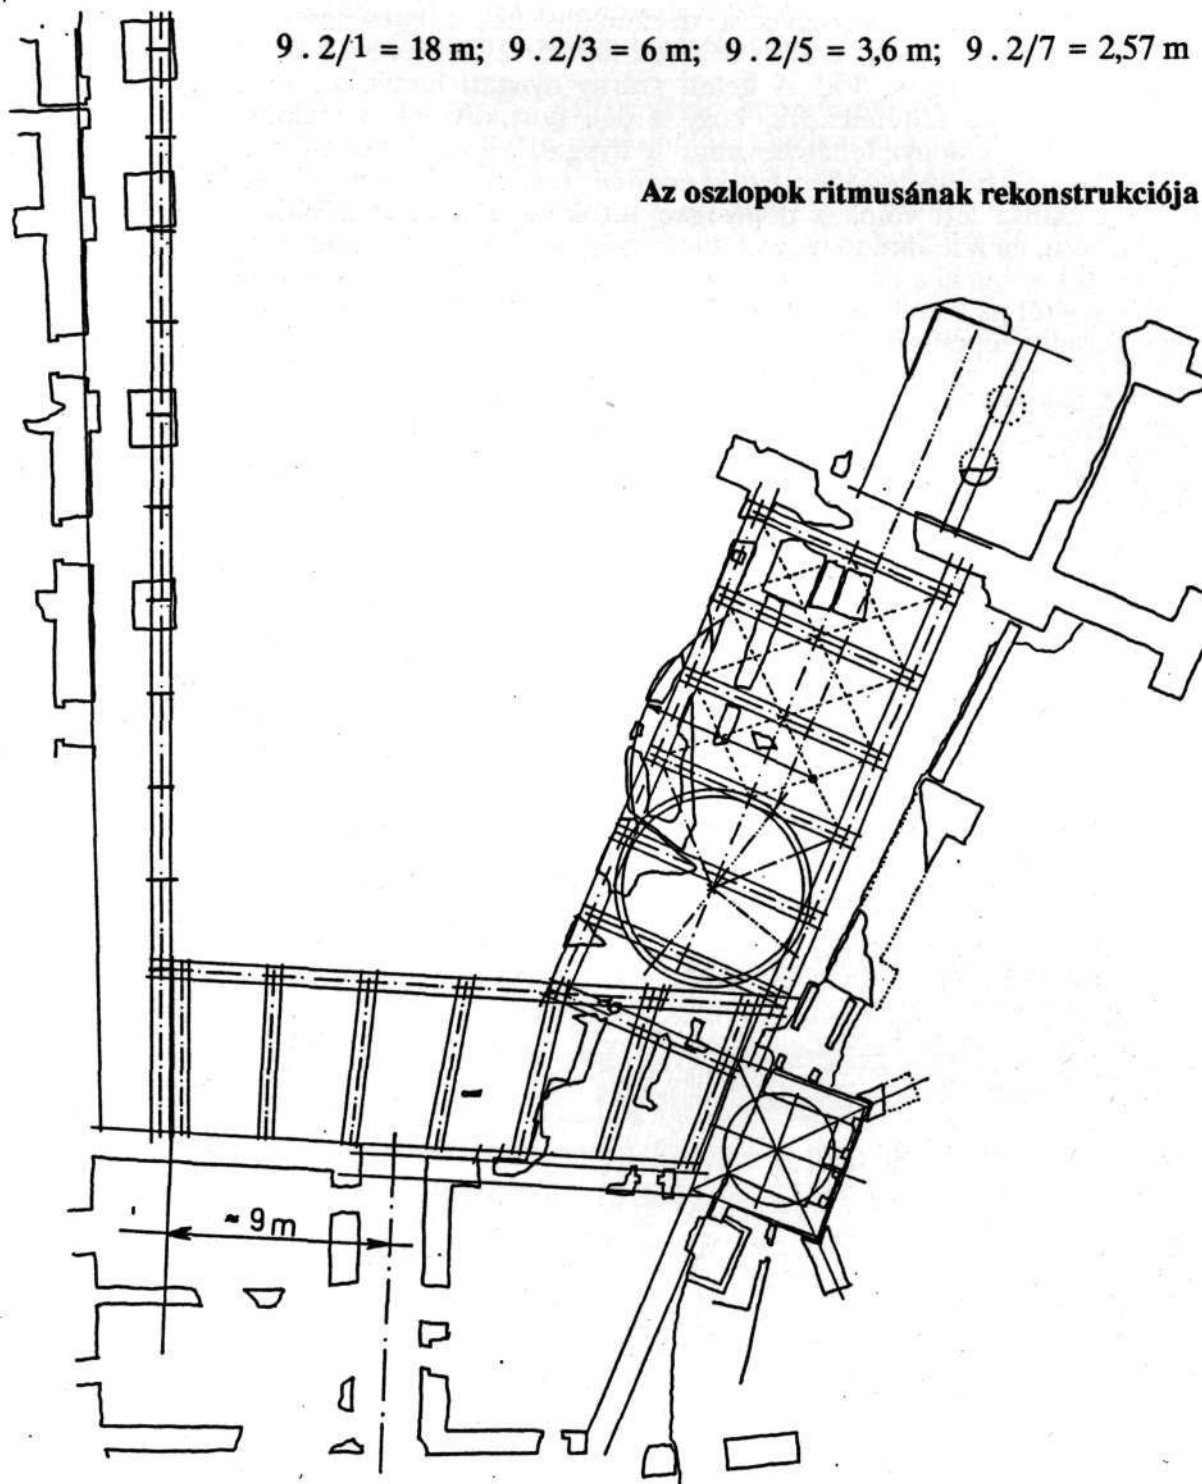 9 . 2/1 = 18 m; 9 . 2/3 = 6 m; 9 . 2/5 = 3,6 m; 9 . 2/7 = 2,57 m
Az oszlopok ritmusának rekonstrukciója
≈ 9 m